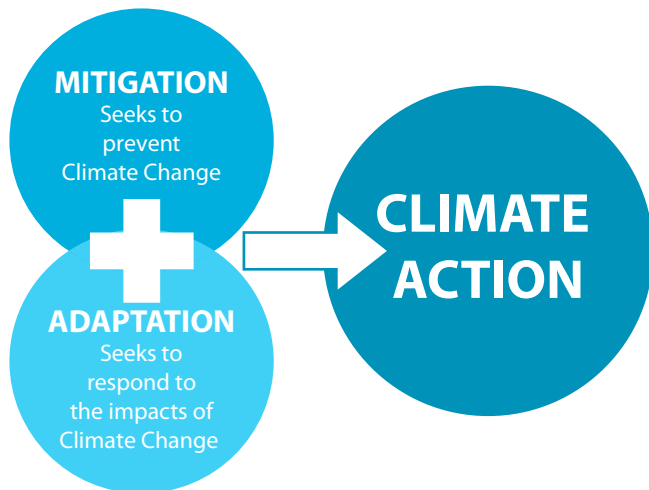 MITIGATION
Seeks to
prevent
Climate Change
ADAPTATION
Seeks to
respond to
the impacts of
Climate Change
CLIMATE
ACTION